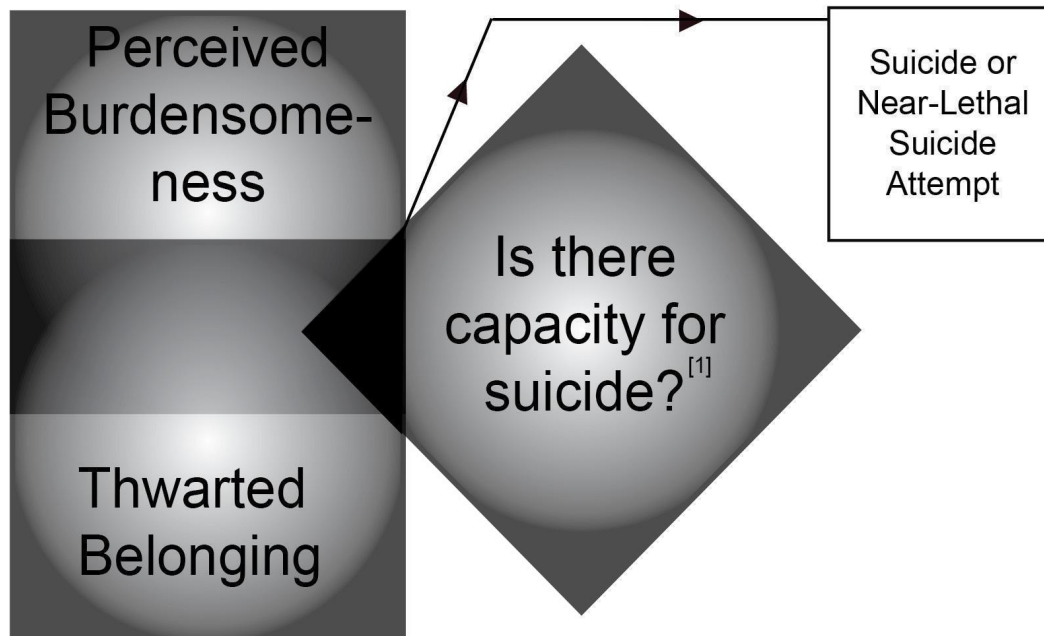 Perceived
Burdensome-
ness
Thwarted
Belonging
Is there
capacity for
suicide?[1]
Suicide or
Near-Lethal
Suicide
Attempt